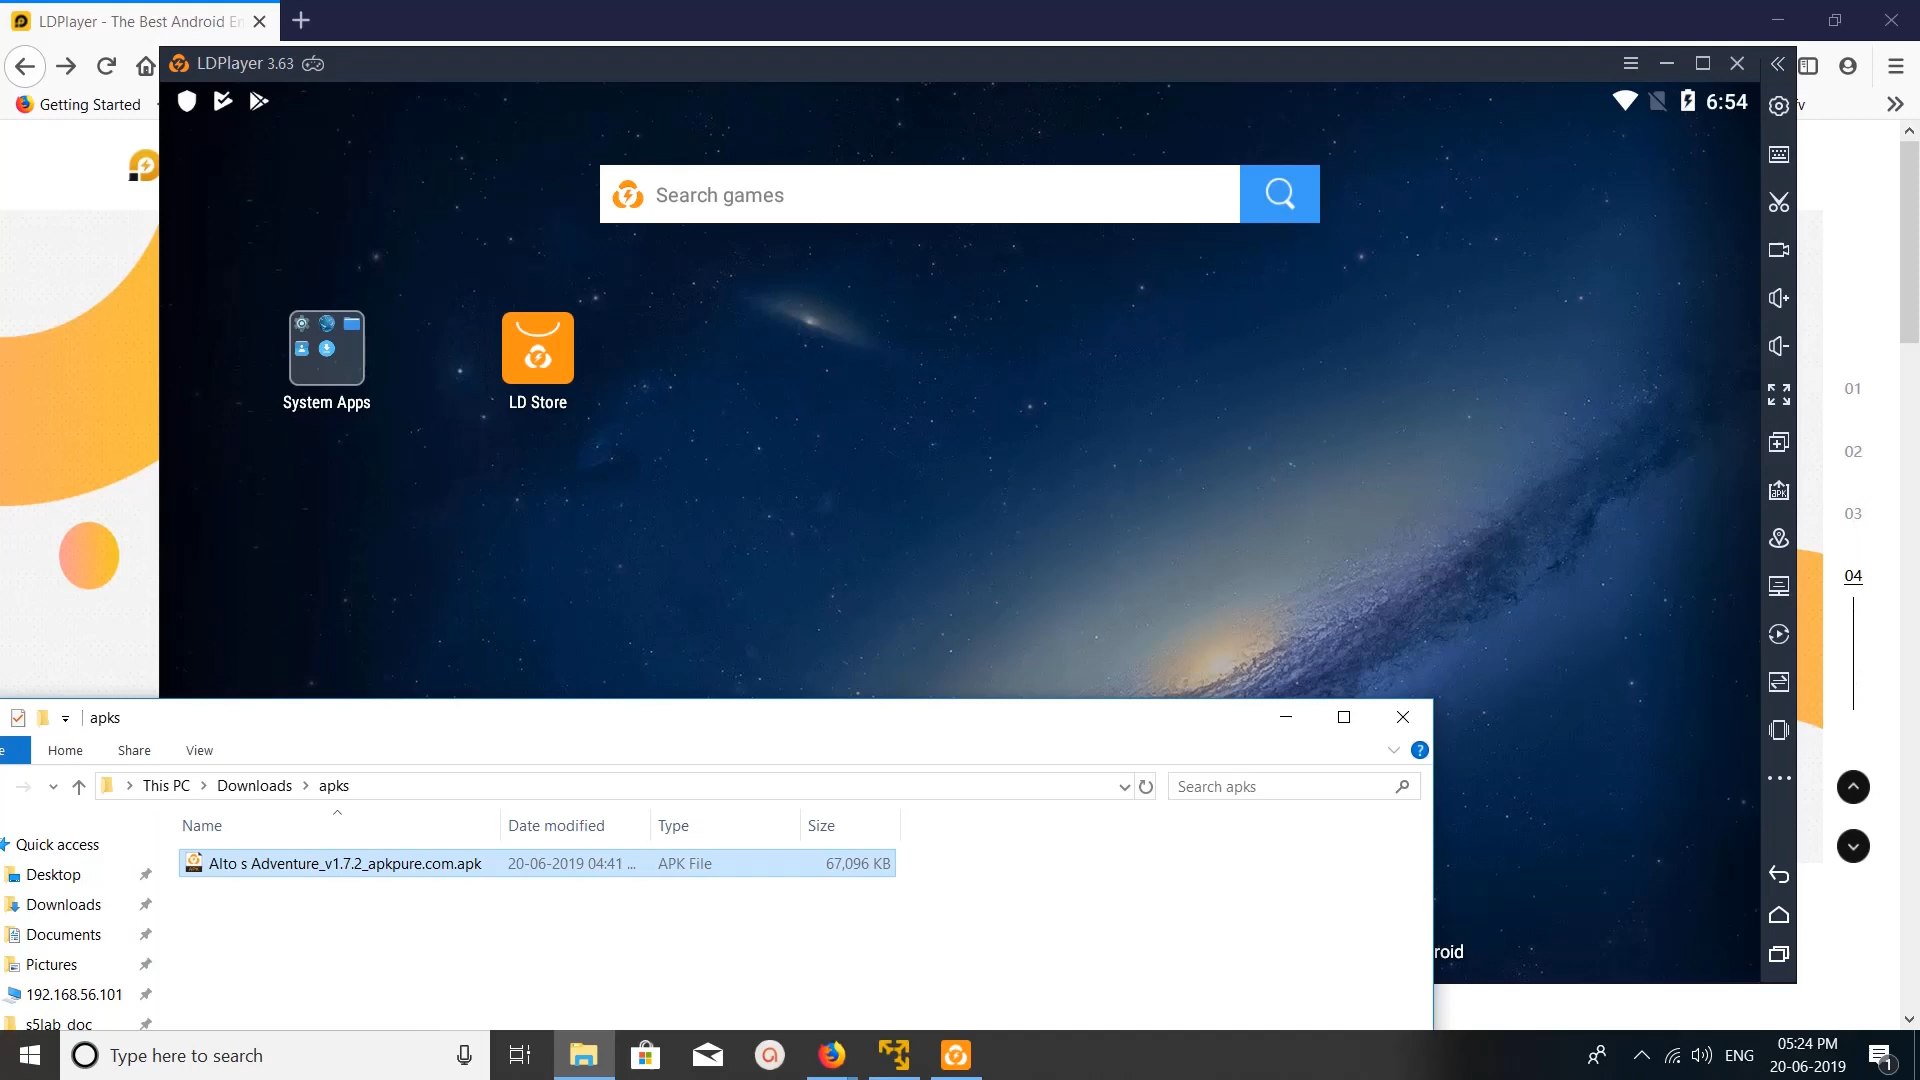 LDPlayer - The Best Android En
Getting Started
LDPlayer 3.63
6:54
Search games
System Apps
LD Store
APK
01
02
03
04
roid
apks
Home
Share
View
?
This PC
Downloads
apks
Search apks
Name
Date modified
Type
Size
Alto s Adventure_v1.7.2_apkpure.com.apk
20-06-2019 04:41 ...
APK File
67,096 KB
Quick access
Desktop
Downloads
Documents
Pictures
192.168.56.101
s5lab_doc
Type here to search
ENG
05:24 PM
20-06-2019
1